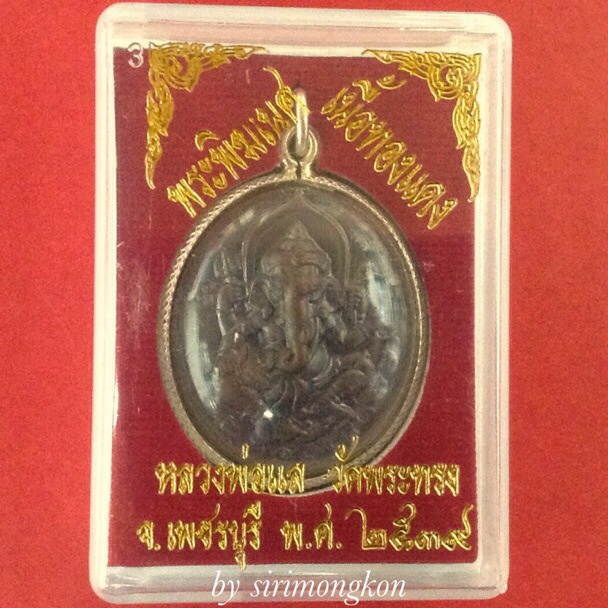 พระพิฆเนศ เนื้อทองแดง
หลวงพ่อแล วัดพระทรง
จ.เพชรบุรี พ.ศ. ๒๕๓๙
by sirimongkon